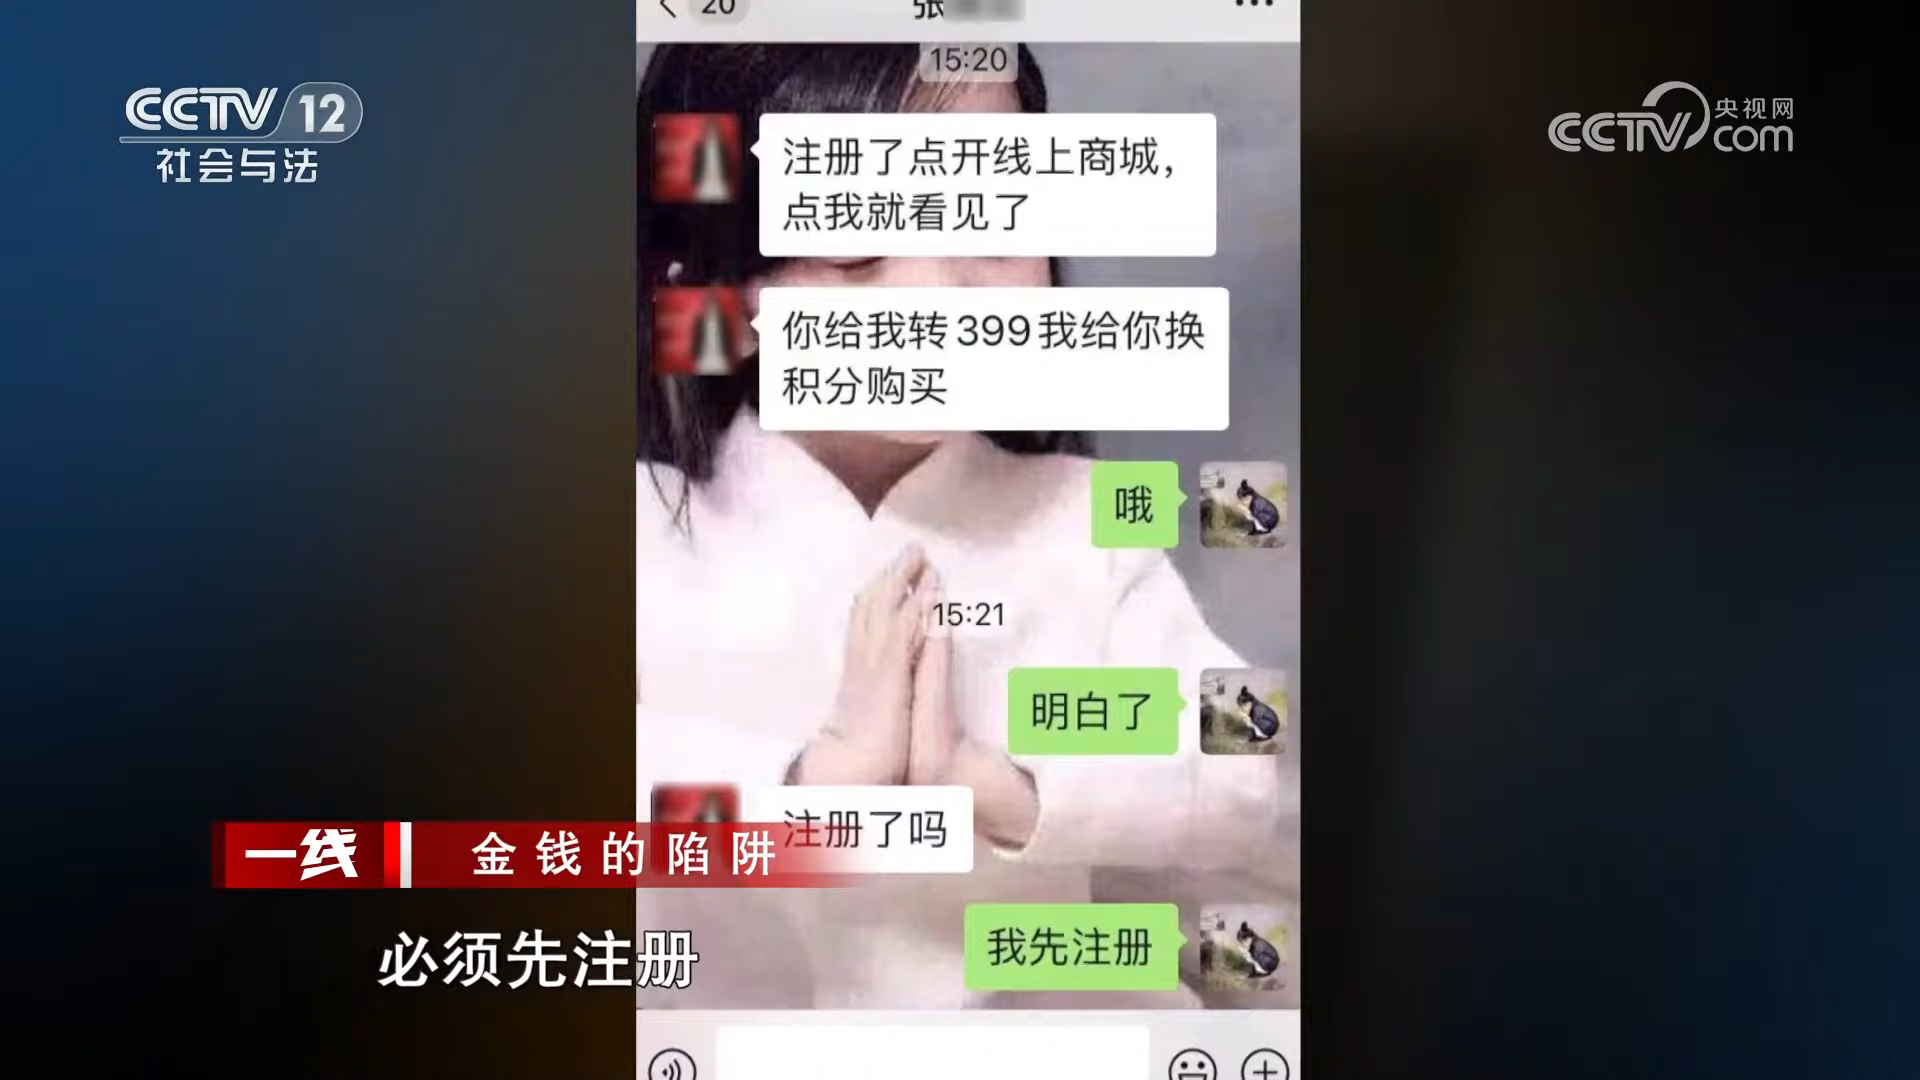 20
张
15:20
CCTV 12
社会与法
央视网
CCTV com
注册了点开线上商城，
点我就看见了
你给我转399我给你换
积分购买
哦
15:21
明白了
注册了吗
一线
金钱的陷阱
我先注册
必须先注册